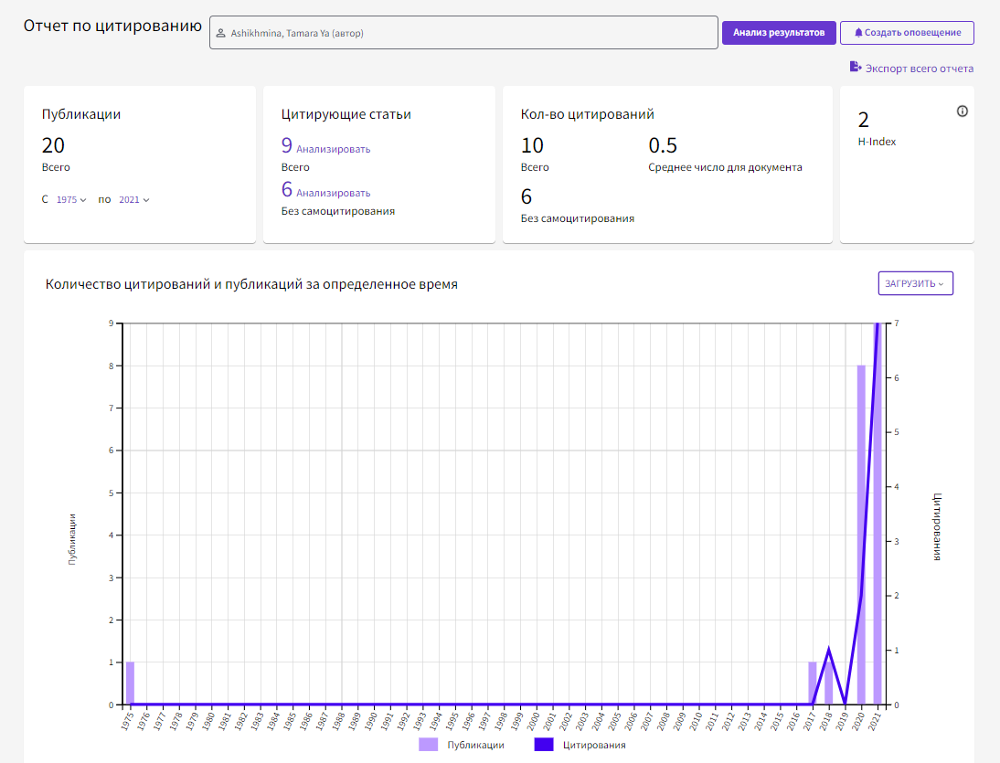 Отчет по цитированию
Ashikhmina, Tamara Ya (автор)
Анализ результатов
Создать оповещение
Экспорт всего отчета
Публикации
20
Всего
С 1975 по 2021
Цитирующие статьи
9 Анализировать
Всего
6 Анализировать
Без самоцитирования
Кол-во цитирований
10
Всего
0.5
Среднее число для документа
6
Без самоцитирования
2
H-Index
Количество цитирований и публикаций за определенное время
ЗАГРУЗИТЬ
9
8
7
6
5
4
3
2
1
0
Публикации
7
6
5
4
3
2
1
0
Цитирования
1975 1976 1977 1978 1979 1980 1981 1982 1983 1984 1985 1986 1987 1988 1989 1990 1991 1992 1993 1994 1995 1996 1997 1998 1999 2000 2001 2002 2003 2004 2005 2006 2007 2008 2009 2010 2011 2012 2013 2014 2015 2016 2017 2018 2019 2020 2021
Публикации Цитирования